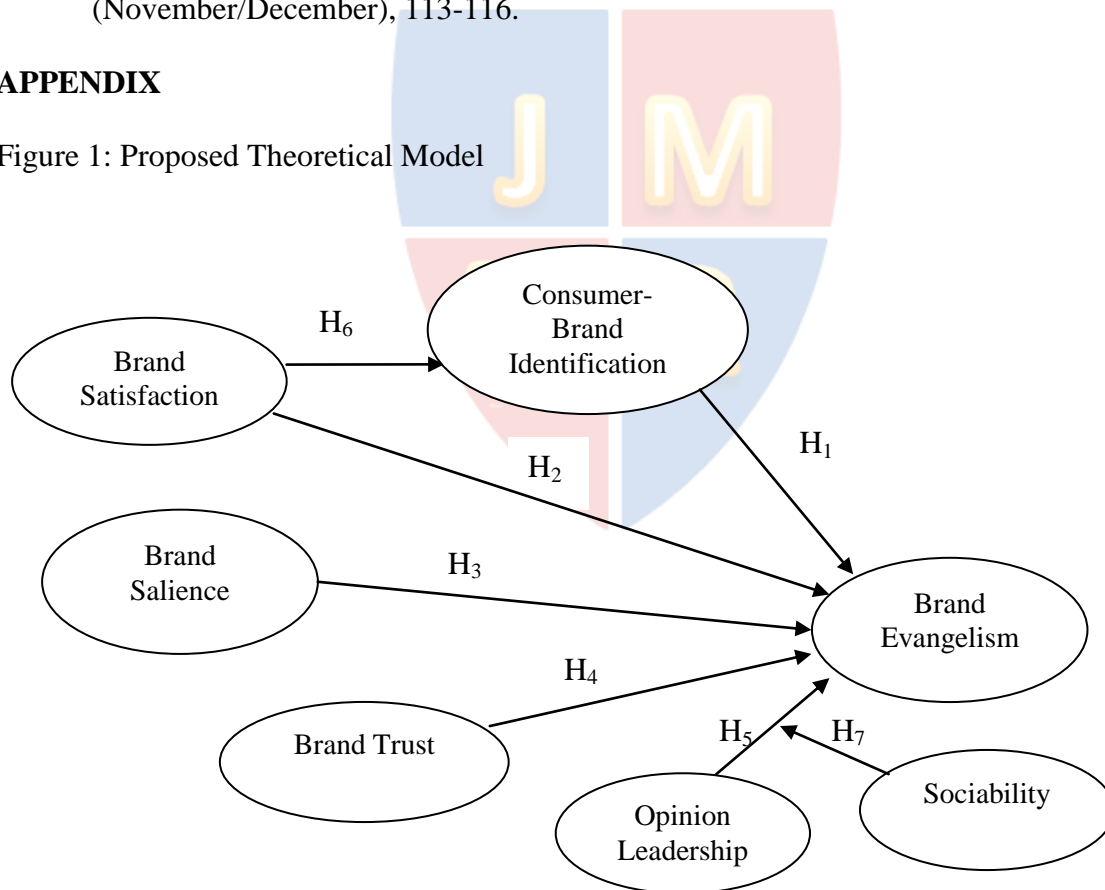 (November/December), 113-116.
APPENDIX
Figure 1: Proposed Theoretical Model
J M
Consumer-
Brand
Identification
H6
Brand
Satisfaction
H1
H2
Brand
Salience
H3
Brand
Evangelism
H4
Brand Trust
H5
H7
Sociability
Opinion
Leadership